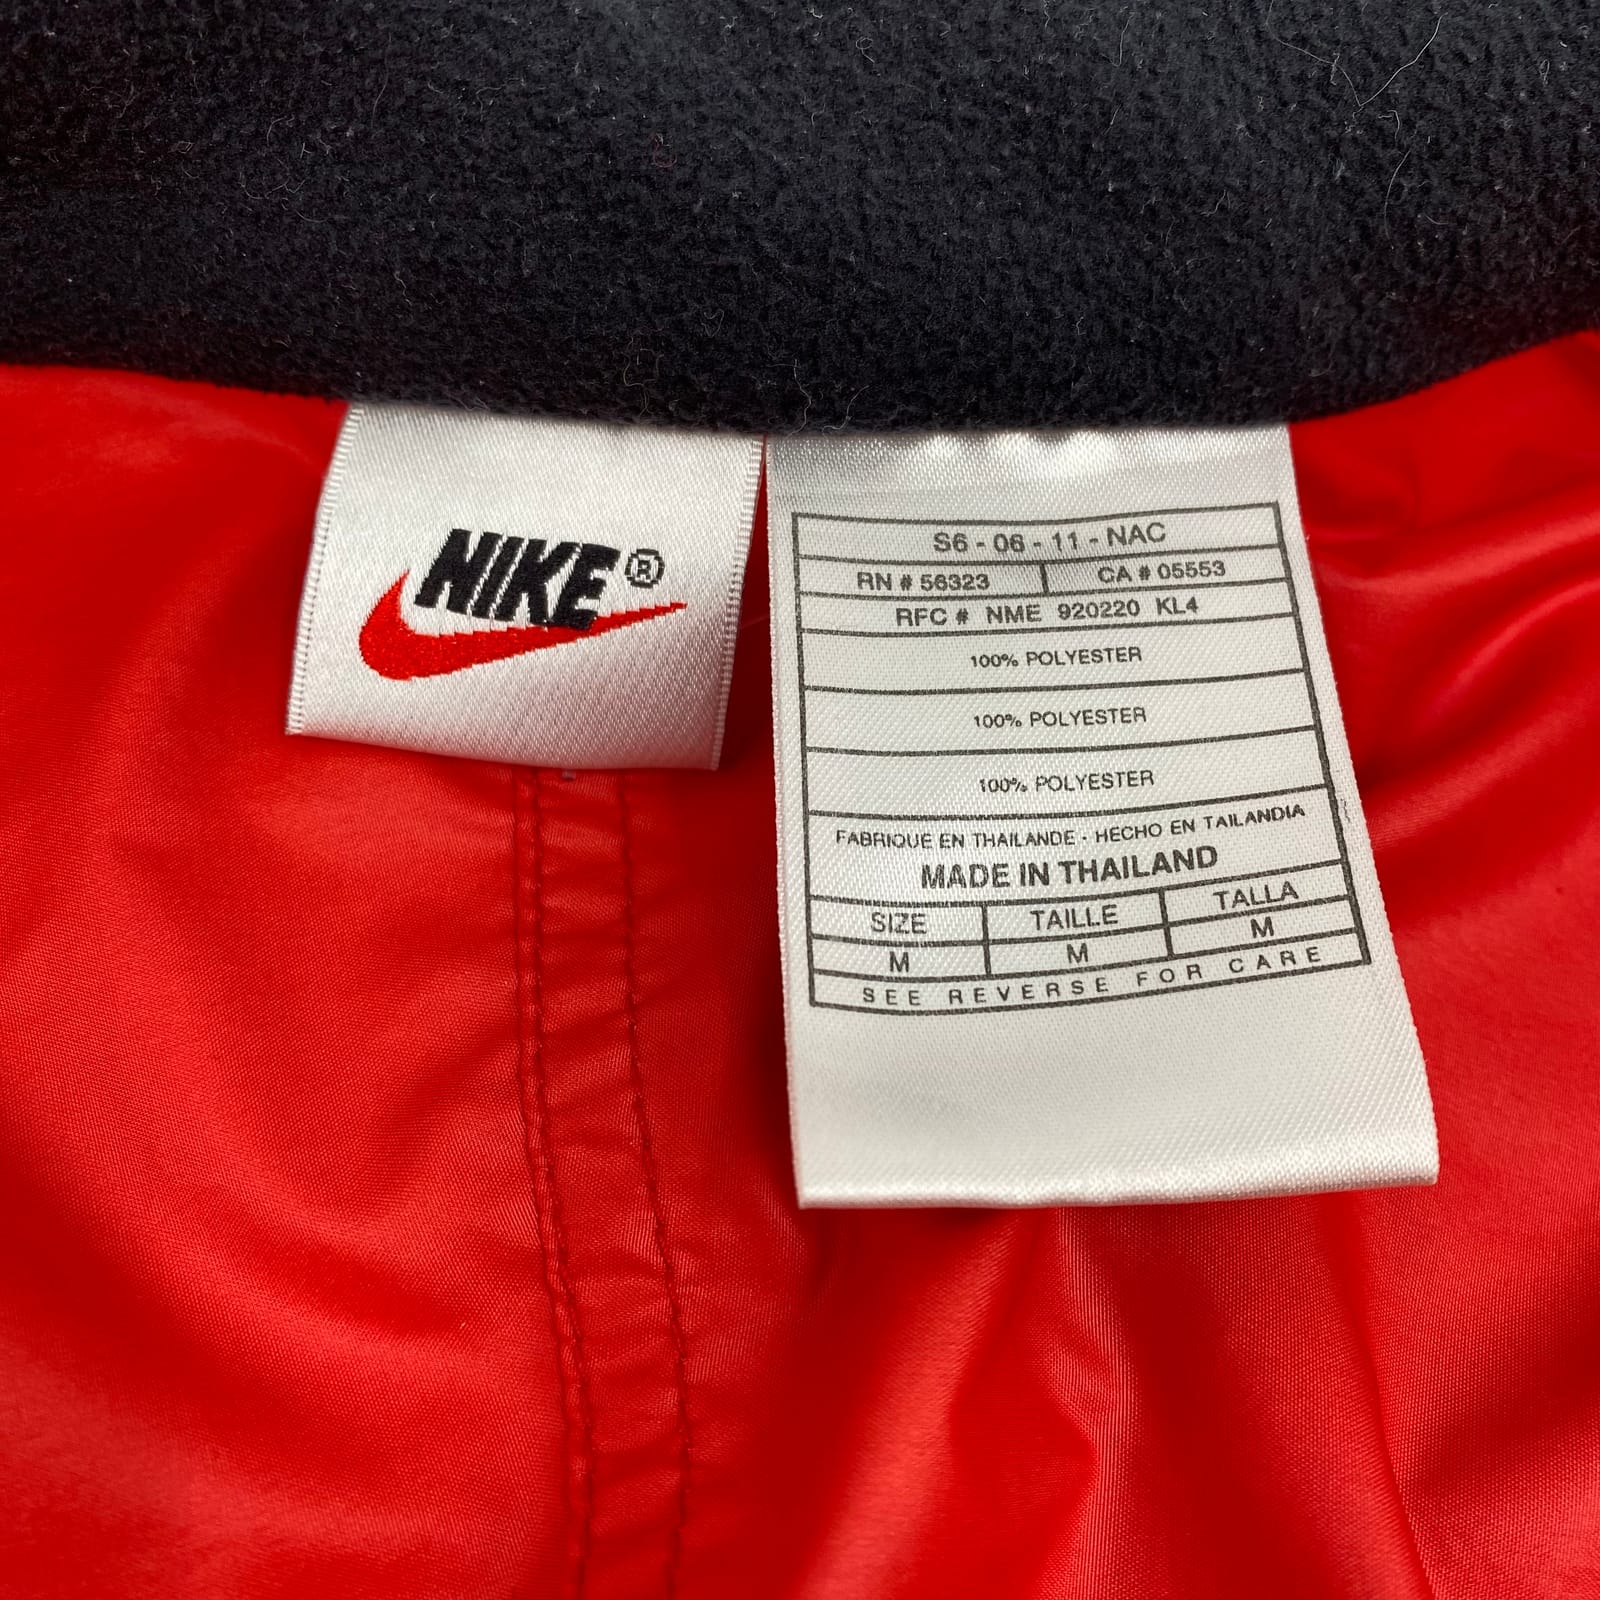 NIKE®
S6 - 06 - 11 - NAC
RN # 56323 CA # 05553
RFC # NME 920220 KL4
100% POLYESTER
100% POLYESTER
100% POLYESTER
FABRIQUE EN THAILANDE - HECHO EN TAILANDIA
MADE IN THAILAND
SIZE TAILLE TALLA
M M M
SEE REVERSE FOR CARE